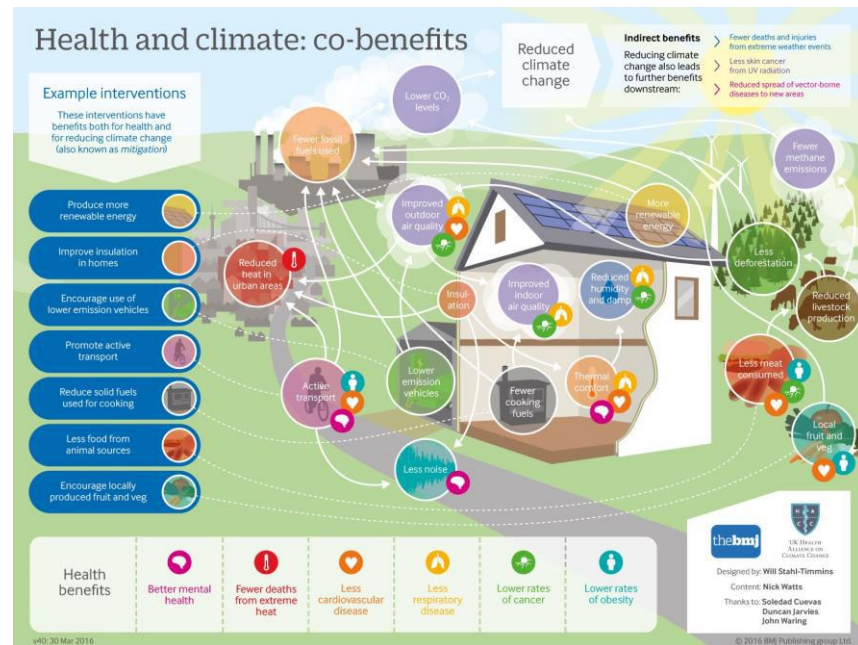 Health and climate: co-benefits
Reduced
climate
change
Indirect benefits
Reducing climate
change also leads
to further benefits
downstream:
Fewer deaths and injuries
from extreme weather events
Less skin cancer
from UV radiation
Reduced spread of vector-borne
diseases to new areas
Example interventions
These interventions have
benefits both for health and
for reducing climate change
(also known as mitigation)
Produce more
renewable energy
Improve insulation
in homes
Encourage use of
lower emission vehicles
Promote active
transport
Reduce solid fuels
used for cooking
Less food from
animal sources
Encourage locally
produced fruit and veg
Lower CO₂
levels
Fewer fossil
fuels used
Fewer
methane
emissions
Improved
outdoor
air quality
More
renewable
energy
Less
deforestation
Reduced
heat in
urban areas
Insul-
ation
Improved
indoor
air quality
Reduced
humidity
and damp
Reduced
livestock
production
Active
transport
Lower
emission
vehicles
Fewer
cooking
fuels
Thermal
comfort
Less meat
consumed
Local
fruit and
veg
Less noise
Health
benefits
Better mental
health
Fewer deaths
from extreme
heat
Less
cardiovascular
disease
Less
respiratory
disease
Lower rates
of cancer
Lower rates
of obesity
thebmj
H A
C C
UK Health
Alliance on
Climate Change
Designed by: Will Stahl-Timmins
Content: Nick Watts
Thanks to: Soledad Cuevas
Duncan Jarvies
John Waring
v40: 30 Mar 2016
© 2016 BMJ Publishing group Ltd.